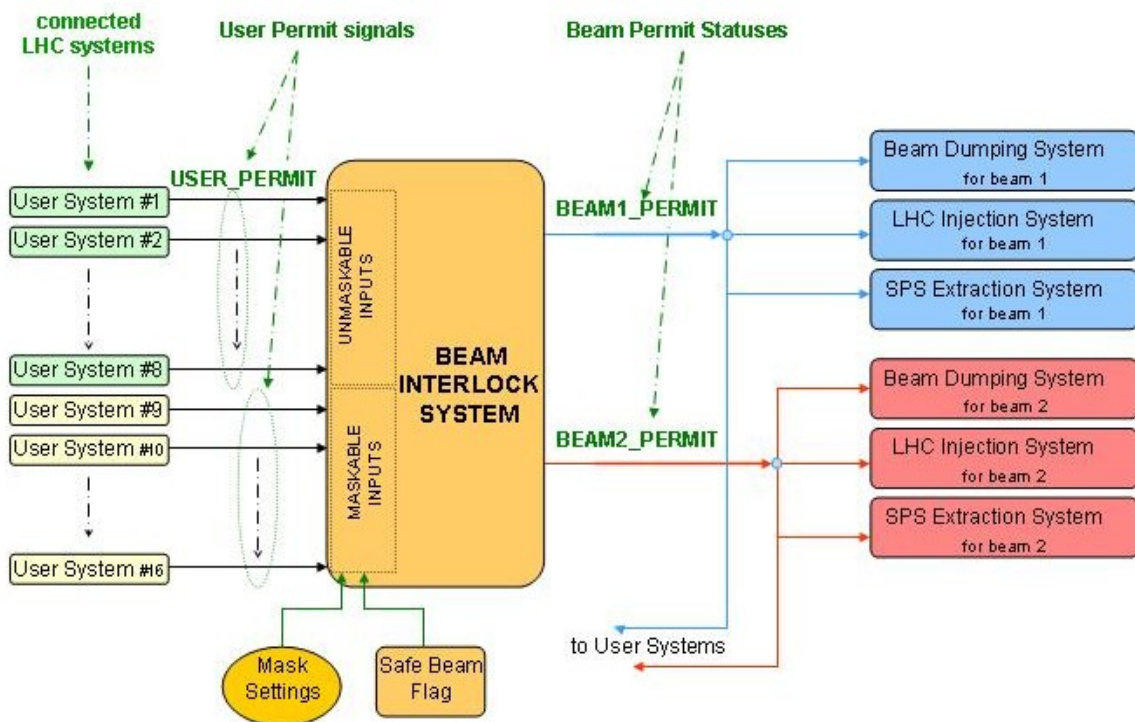 connected
LHC systems
User Permit signals
Beam Permit Statuses
USER_PERMIT
User System #1
User System #2
User System #8
User System #9
User System #10
User System #16
UNMASKABLE
INPUTS
MASKABLE
INPUTS
BEAM
INTERLOCK
SYSTEM
Mask
Settings
Safe Beam
Flag
BEAM1_PERMIT
BEAM2_PERMIT
Beam Dumping System
for beam 1
LHC Injection System
for beam 1
SPS Extraction System
for beam 1
Beam Dumping System
for beam 2
LHC Injection System
for beam 2
SPS Extraction System
for beam 2
to User Systems